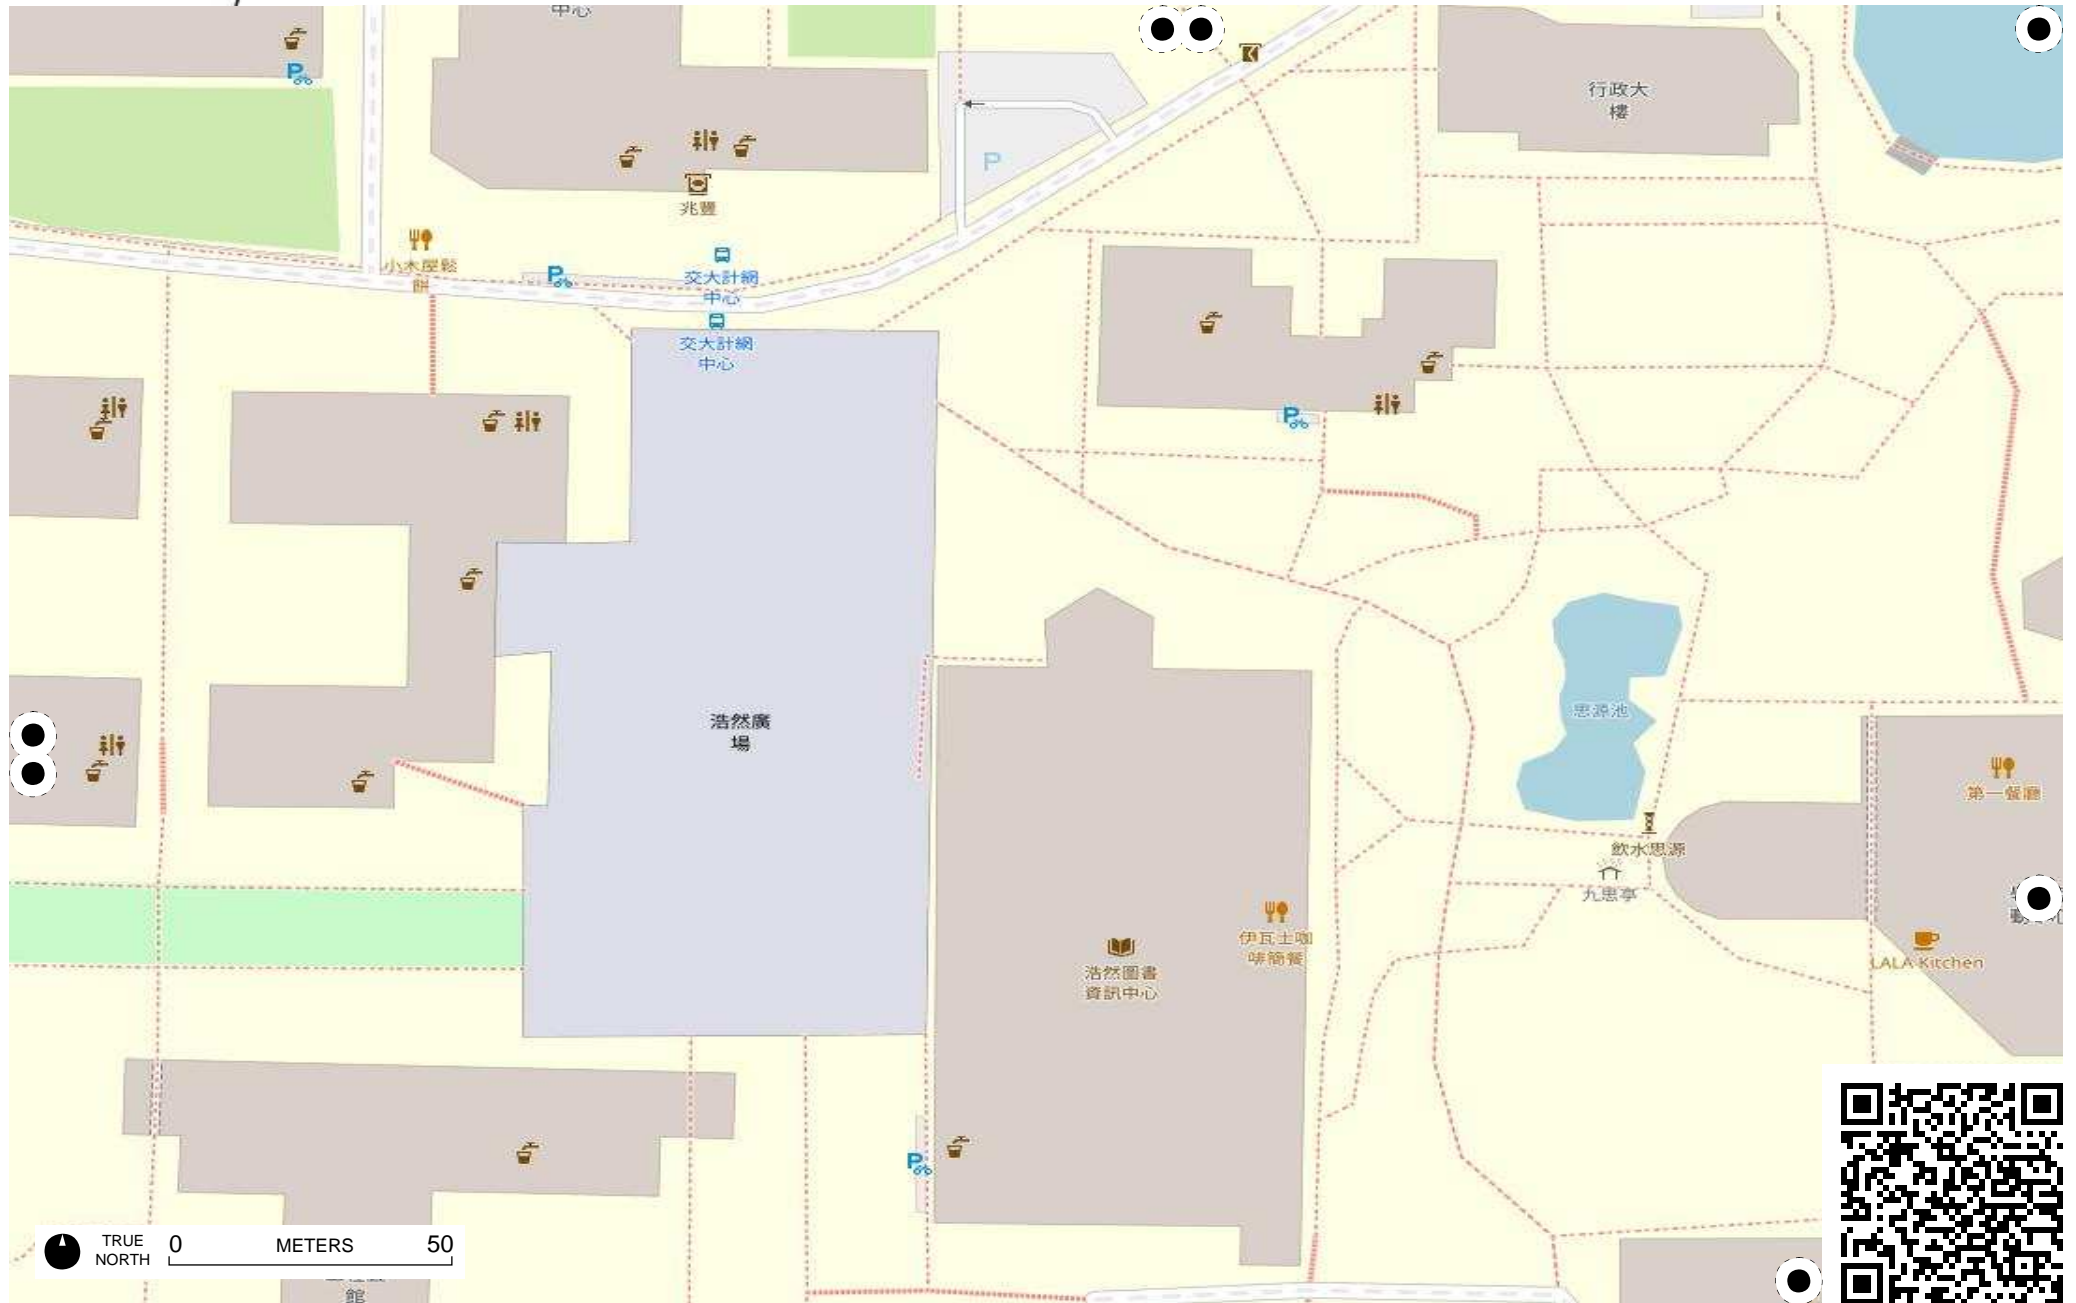 中心
行政大
樓
P
P
兆豐
小木屋鬆
餅
P
交大計網
中心
交大計網
中心
P
浩然廣
場
思源池
第一餐廳
飲水思源
九思亭
伊瓦士咖
啡簡餐
浩然圖書
資訊中心
LALA Kitchen
P
TRUE
NORTH
0 METERS 50
館